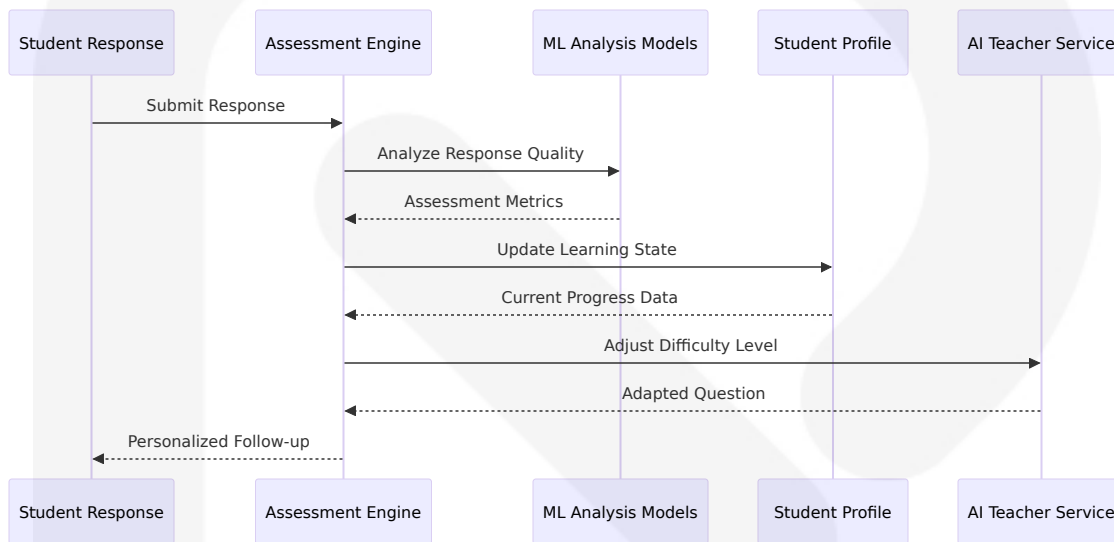 Student Response
Assessment Engine
ML Analysis Models
Student Profile
AI Teacher Service
Submit Response
Analyze Response Quality
Assessment Metrics
Update Learning State
Current Progress Data
Adjust Difficulty Level
Adapted Question
Personalized Follow-up
Student Response
Assessment Engine
ML Analysis Models
Student Profile
AI Teacher Service